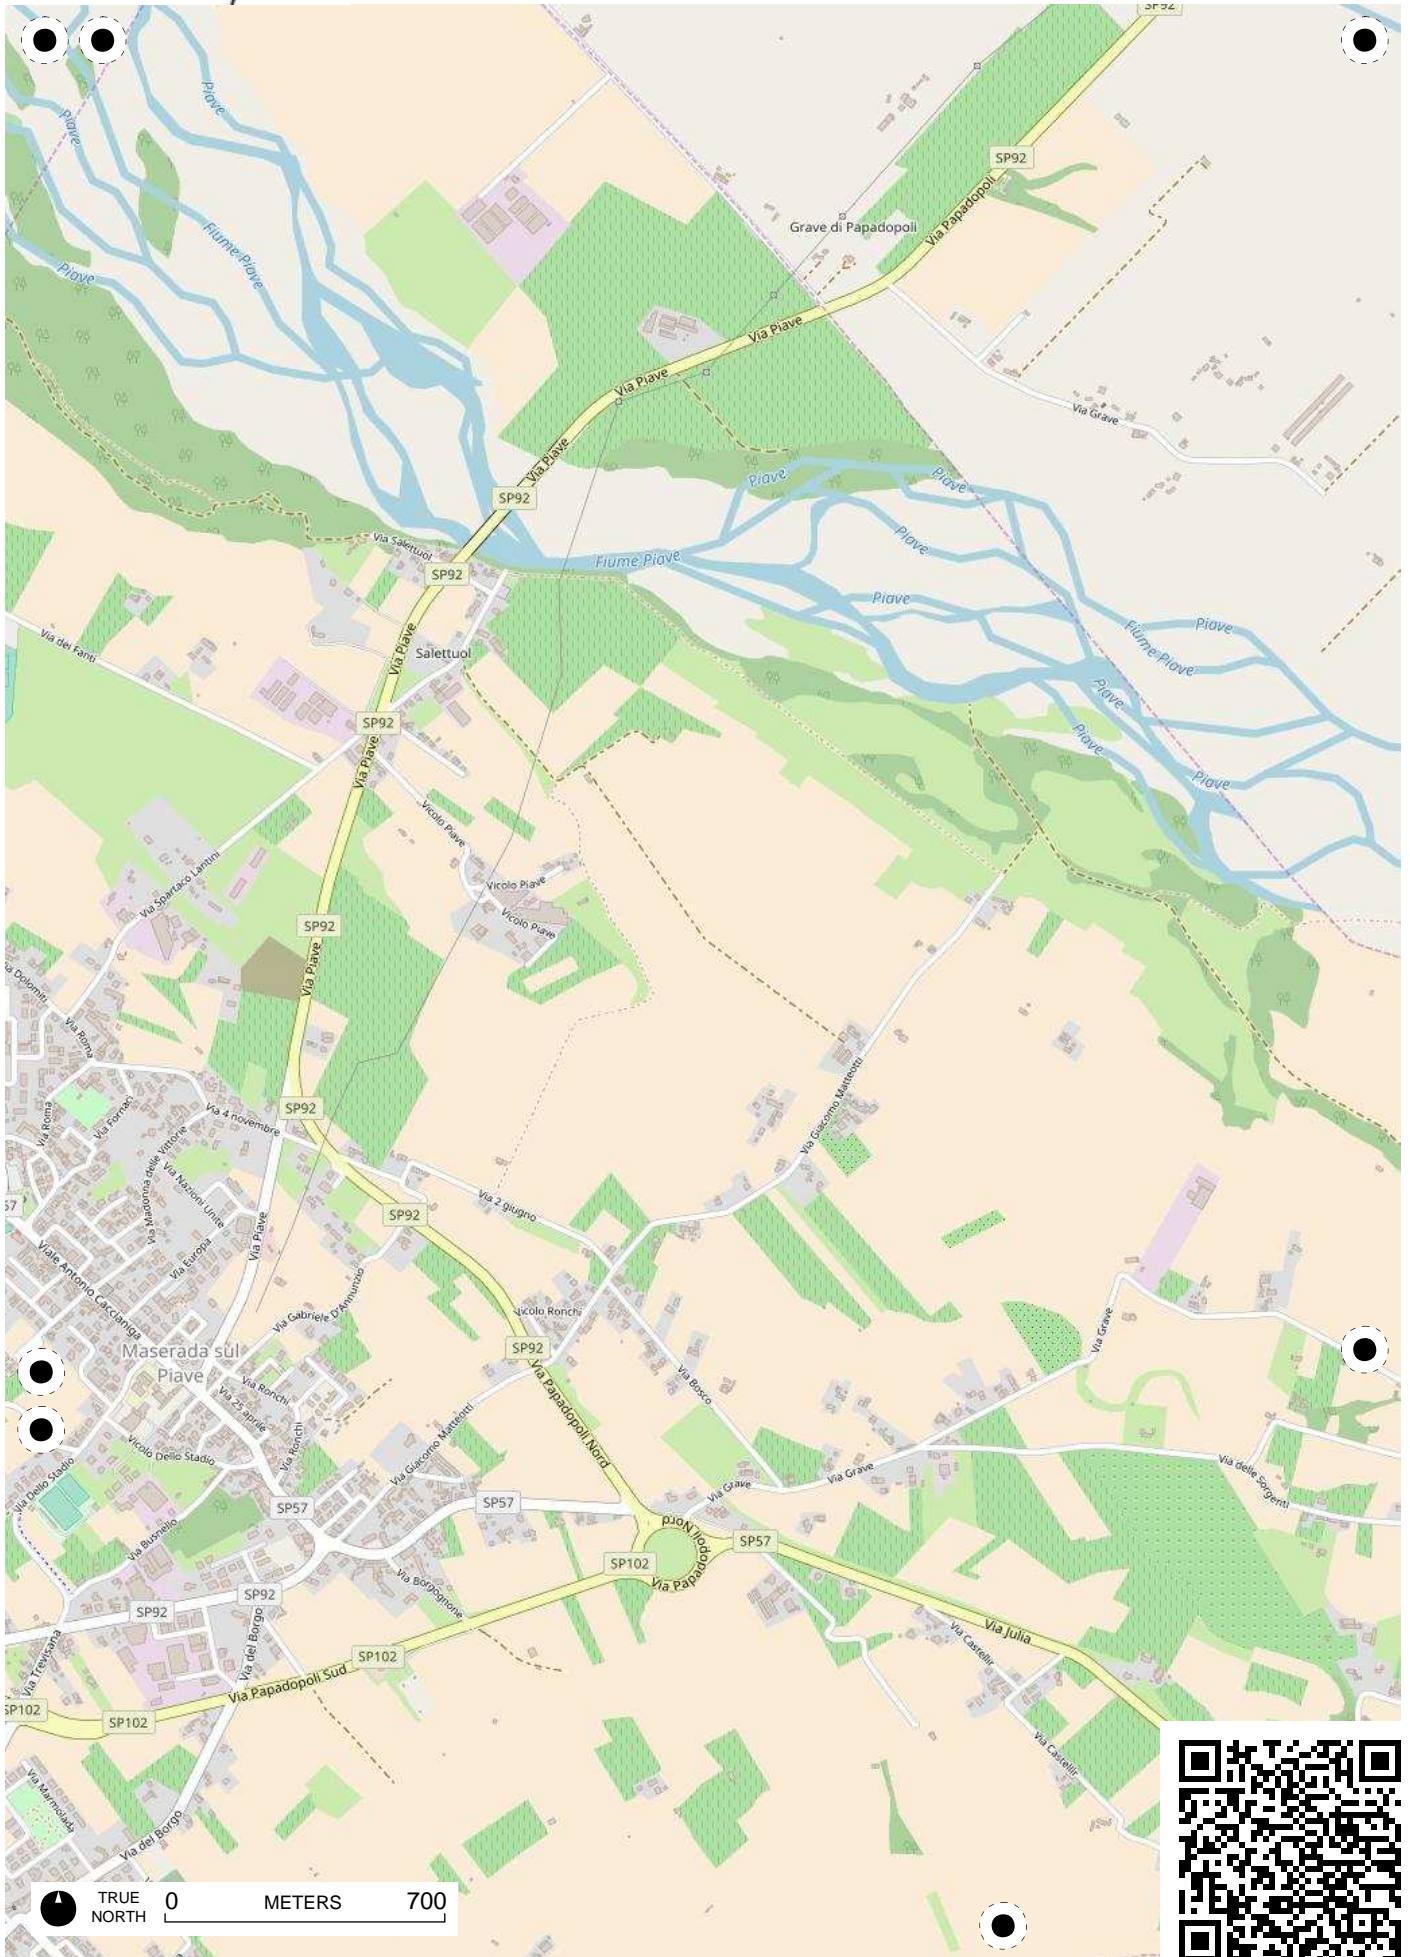 SP92
Piave
Piave
SP92
Via Papadopoli
Grave di Papadopoli
Fiume Piave
Piave
Via Piave
Via Piave
Via Grave
Via Piave
Piave
Piave
SP92
Piave
Via Salettuol
Fiume Piave
SP92
Piave
Piave
Via dei Fanti
Via Piave
Fiume Piave
Salettuol
Piave
SP92
Piave
Via Piave
Piave
Vicolo Piave
Via Spartaco Lantini
Vicolo Piave
Vicolo Piave
SP92
Via Piave
Via Dolomiti
Via Roma
Via Giacomo Matteotti
Via Roma
Via Fornaci
SP92
Via 4 novembre
Via Madonna delle Vittorie
Via Nazioni Unite
Via 2 giugno
SP92
57
Via Piave
Viale Antonio Caccianiga
Via Europa
Via Gabriele D'Annunzio
Vicolo Ronchi
Via Grave
SP92
Maserada sul
Piave
Via Ronchi
Via 25 aprile
Via Papadopoli Nord
Via Bosco
Via Ronchi
Via Giacomo Matteotti
Vicolo Dello Stadio
Via Dello Stadio
Via Grave
Via Grave
Via delle Sorgenti
SP57
SP57
Via Busnello
SP57
Via Papadopoli Nord
SP102
Via Borgognone
SP92
SP92
Via del Borgo
Via Julia
Via Castellir
Via Trevisana
SP102
Via Papadopoli Sud
SP102
SP102
Via Castellir
Via Marmolada
Via del Borgo
TRUE
NORTH
0 METERS 700